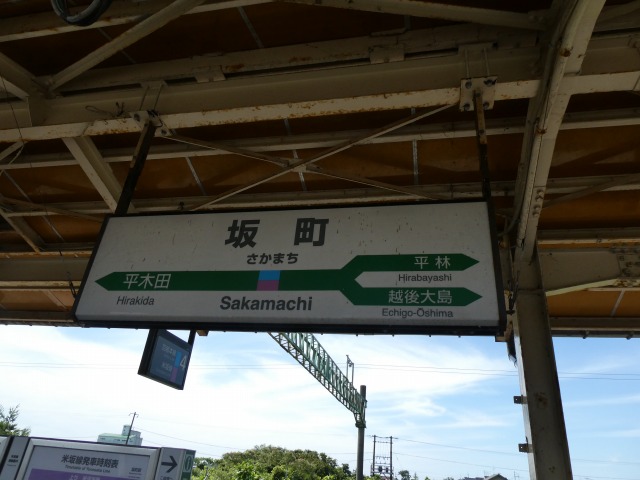 坂町
さかまち
平木田
Hirakida
Sakamachi
平林
Hirabayashi
越後大島
Echigo-Ōshima
米坂線発車時刻表